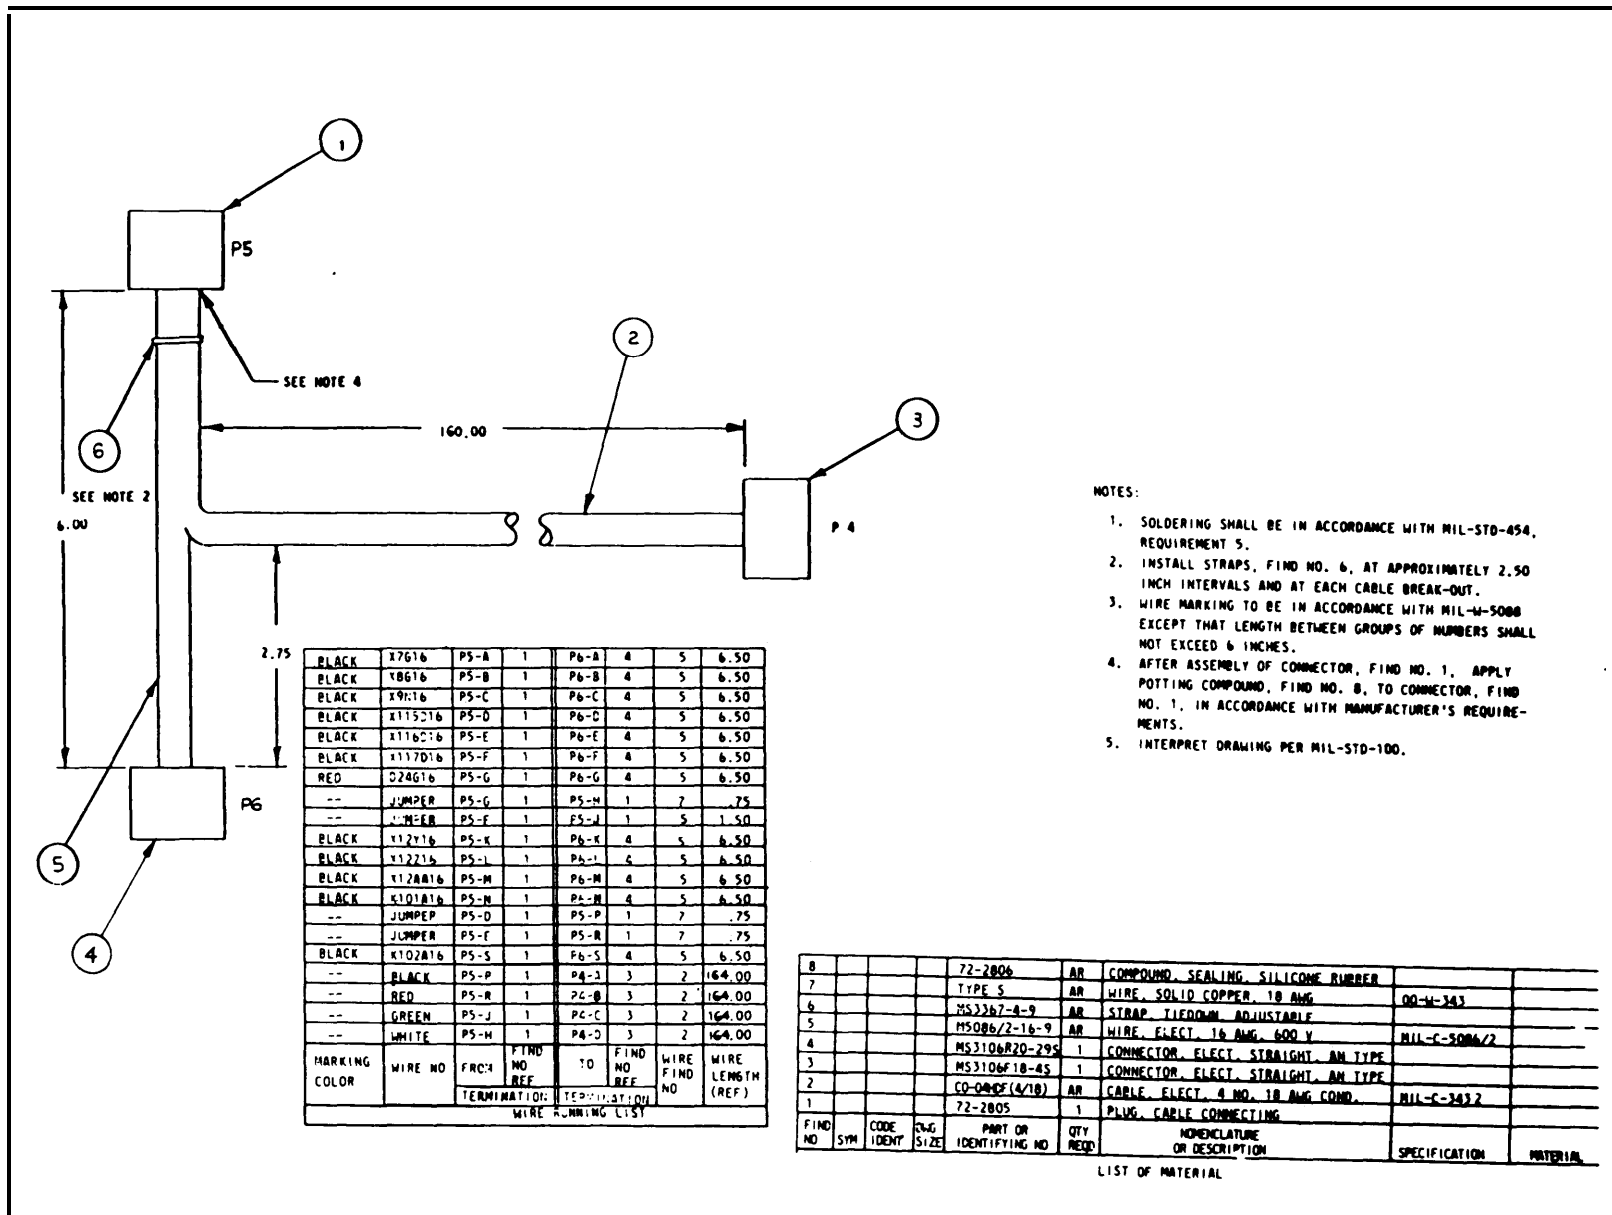 1
P5
2
SEE NOTE 4
3
160.00
6
SEE NOTE 2
6.00
P 4
NOTES:
1. SOLDERING SHALL BE IN ACCORDANCE WITH MIL-STD-454,
REQUIREMENT 5.
2. INSTALL STRAPS, FIND NO. 6, AT APPROXIMATELY 2.50
INCH INTERVALS AND AT EACH CABLE BREAK-OUT.
3. WIRE MARKING TO BE IN ACCORDANCE WITH MIL-W-5088
EXCEPT THAT LENGTH BETWEEN GROUPS OF NUMBERS SHALL
NOT EXCEED 6 INCHES.
4. AFTER ASSEMBLY OF CONNECTOR, FIND NO. 1, APPLY
POTTING COMPOUND, FIND NO. 8, TO CONNECTOR, FIND
NO. 1, IN ACCORDANCE WITH MANUFACTURER'S REQUIRE-
MENTS.
5. INTERPRET DRAWING PER MIL-STD-100.
2.75
P6
5
4
BLACK X7G16 P5-A 1 P6-A 4 5 6.50
BLACK X8G16 P5-B 1 P6-B 4 5 6.50
BLACK P5-C 1 P6-C 4 5 6.50
BLACK P5-D 1 4 5 6.50
BLACK P5-E 1 P6-E 4 5 6.50
BLACK X117D16 P5-F 1 P6-F 4 5 6.50
RED P5-G 1 P6-G 4 5 6.50
-- JUMPER P5-G 1 P5-H 1 7 .75
-- JUMPER 1 P5-J 1 5 1.50
BLACK X12Y16 P5-K 1 P6-K 4 5 6.50
BLACK X12Z16 P5-L 1 P6-L 4 5 6.50
BLACK X12AA16 P5-M 1 P6-M 4 5 6.50
BLACK K101A16 P5-N 1 P6-N 4 5 6.50
-- JUMPER P5-D 1 P5-P 1 7 .75
-- JUMPER 1 P5-R 1 7 .75
BLACK K102A16 P5-S 1 P6-S 4 5 6.50
-- BLACK P5-P 1 3 2 164.00
-- RED P5-R 1 P4-B 3 2 164.00
-- GREEN P5-J 1 P4-C 3 2 164.00
-- WHITE P5-H 1 P4-D 3 2 164.00
MARKING COLOR WIRE NO FROM FIND NO REF TO FIND NO REF WIRE FIND NO WIRE LENGTH (REF)
TERMINATION TERMINATION
WIRE RUNNING LIST
8 72-2806 AR COMPOUND, SEALING, SILICONE RUBBER
7 TYPE S AR WIRE, SOLID COPPER, 18 AWG QQ-W-343
6 MS3367-4-9 AR STRAP, TIEDOWN, ADJUSTABLE
5 M5086/2-16-9 AR WIRE, ELECT, 16 AWG, 600 V MIL-C-5086/2
4 MS3106R20-29S 1 CONNECTOR, ELECT, STRAIGHT, AN TYPE
3 MS3106F18-4S 1 CONNECTOR, ELECT, STRAIGHT, AN TYPE
2 CO-04HDF(4/18) AR CABLE, ELECT, 4 NO. 18 AWG COND. MIL-C-3432
1 72-2805 1 PLUG, CABLE CONNECTING
FIND NO SYM CODE IDENT DWG SIZE PART OR IDENTIFYING NO QTY REQD NOMENCLATURE OR DESCRIPTION SPECIFICATION MATERIAL
LIST OF MATERIAL